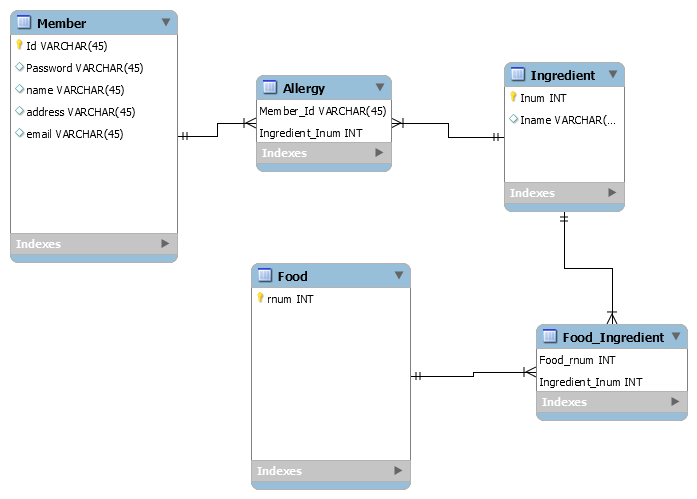 Member
Id VARCHAR(45)
Password VARCHAR(45)
name VARCHAR(45)
address VARCHAR(45)
email VARCHAR(45)
Indexes
Allergy
Member_Id VARCHAR(45)
Ingredient_Inum INT
Indexes
Ingredient
Inum INT
Iname VARCHAR(...
Indexes
Food
rnum INT
Indexes
Food_Ingredient
Food_rnum INT
Ingredient_Inum INT
Indexes